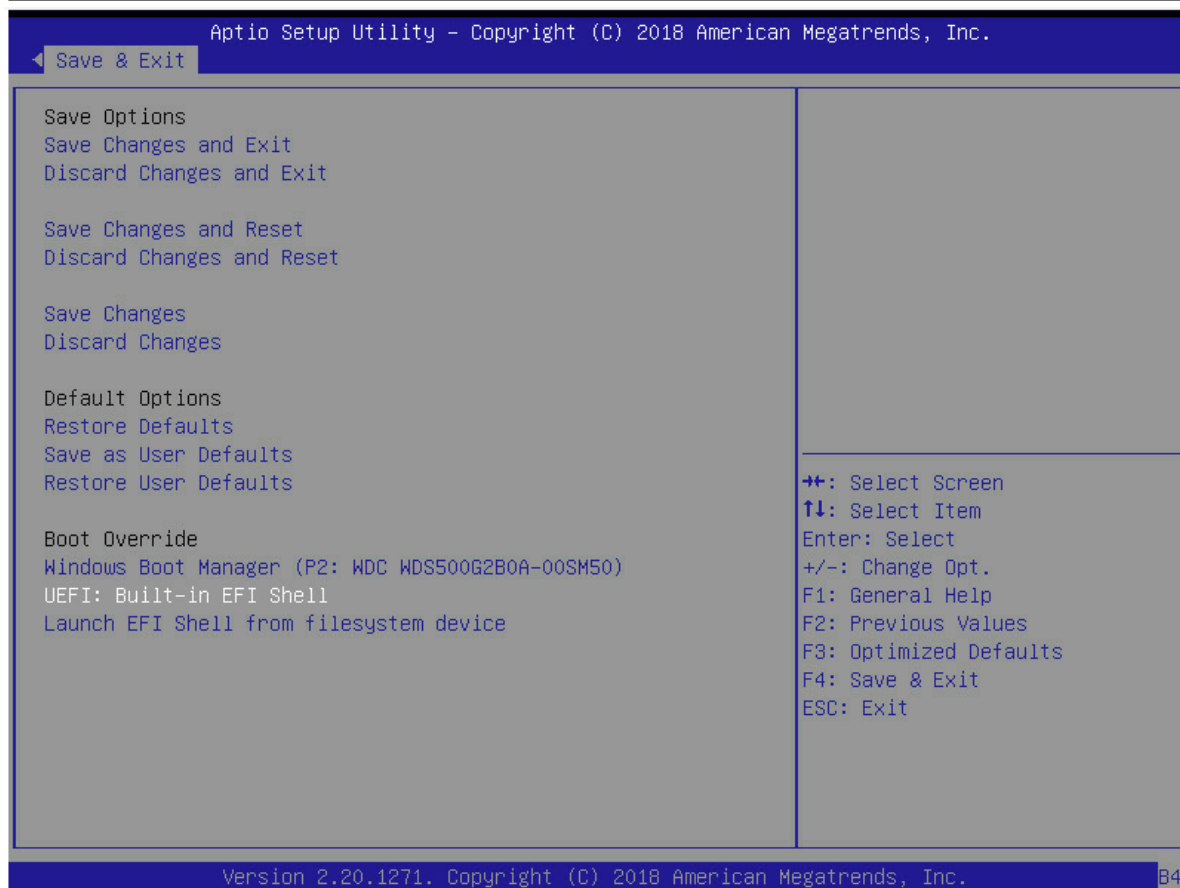 Aptio Setup Utility – Copyright (C) 2018 American Megatrends, Inc.
Save & Exit
Save Options
Save Changes and Exit
Discard Changes and Exit
Save Changes and Reset
Discard Changes and Reset
Save Changes
Discard Changes
Default Options
Restore Defaults
Save as User Defaults
Restore User Defaults
Boot Override
Windows Boot Manager (P2: WDC WDS500G2B0A-00SM50)
UEFI: Built-in EFI Shell
Launch EFI Shell from filesystem device
→←: Select Screen
↑↓: Select Item
Enter: Select
+/-: Change Opt.
F1: General Help
F2: Previous Values
F3: Optimized Defaults
F4: Save & Exit
ESC: Exit
Version 2.20.1271. Copyright (C) 2018 American Megatrends, Inc.
B4